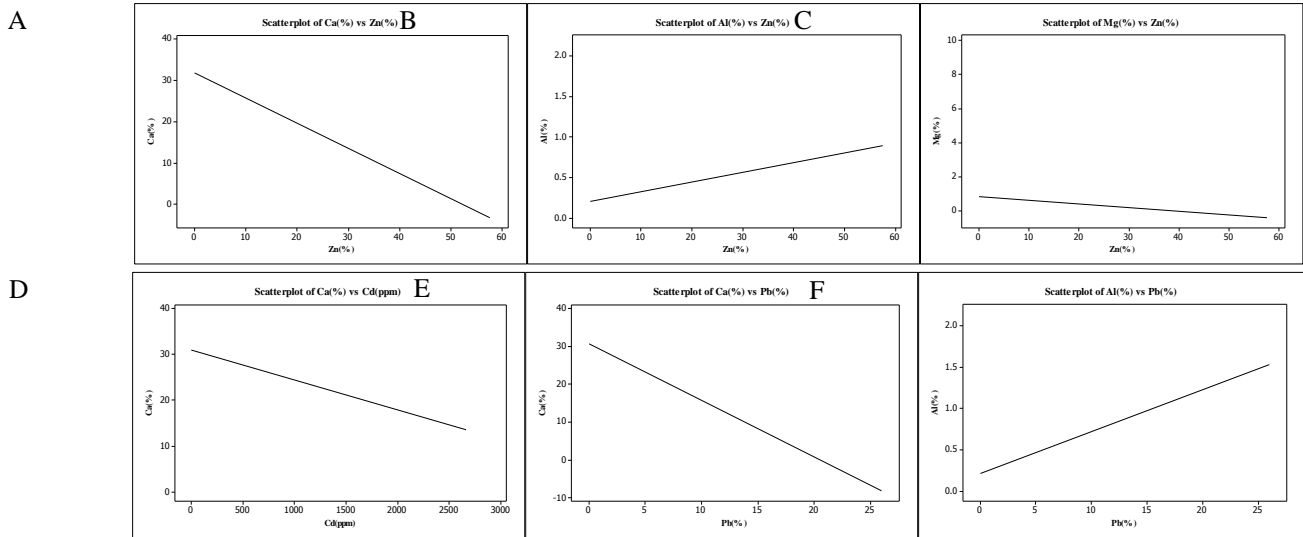 A
Scatterplot of Ca(%) vs Zn(%)
B
Scatterplot of Al(%) vs Zn(%)
C
Scatterplot of Mg(%) vs Zn(%)
40
30
20
10
0
Ca(%)
0 10 20 30 40 50 60
Zn(%)
2.0
1.5
1.0
0.5
0.0
Al(%)
0 10 20 30 40 50 60
Zn(%)
10
8
6
4
2
0
Mg(%)
0 10 20 30 40 50 60
Zn(%)
D
Scatterplot of Ca(%) vs Cd(ppm)
E
Scatterplot of Ca(%) vs Pb(%)
F
Scatterplot of Al(%) vs Pb(%)
40
30
20
10
0
Ca(%)
0 500 1000 1500 2000 2500 3000
Cd(ppm)
40
30
20
10
0
-10
Ca(%)
0 5 10 15 20 25
Pb(%)
2.0
1.5
1.0
0.5
0.0
Al(%)
0 5 10 15 20 25
Pb(%)